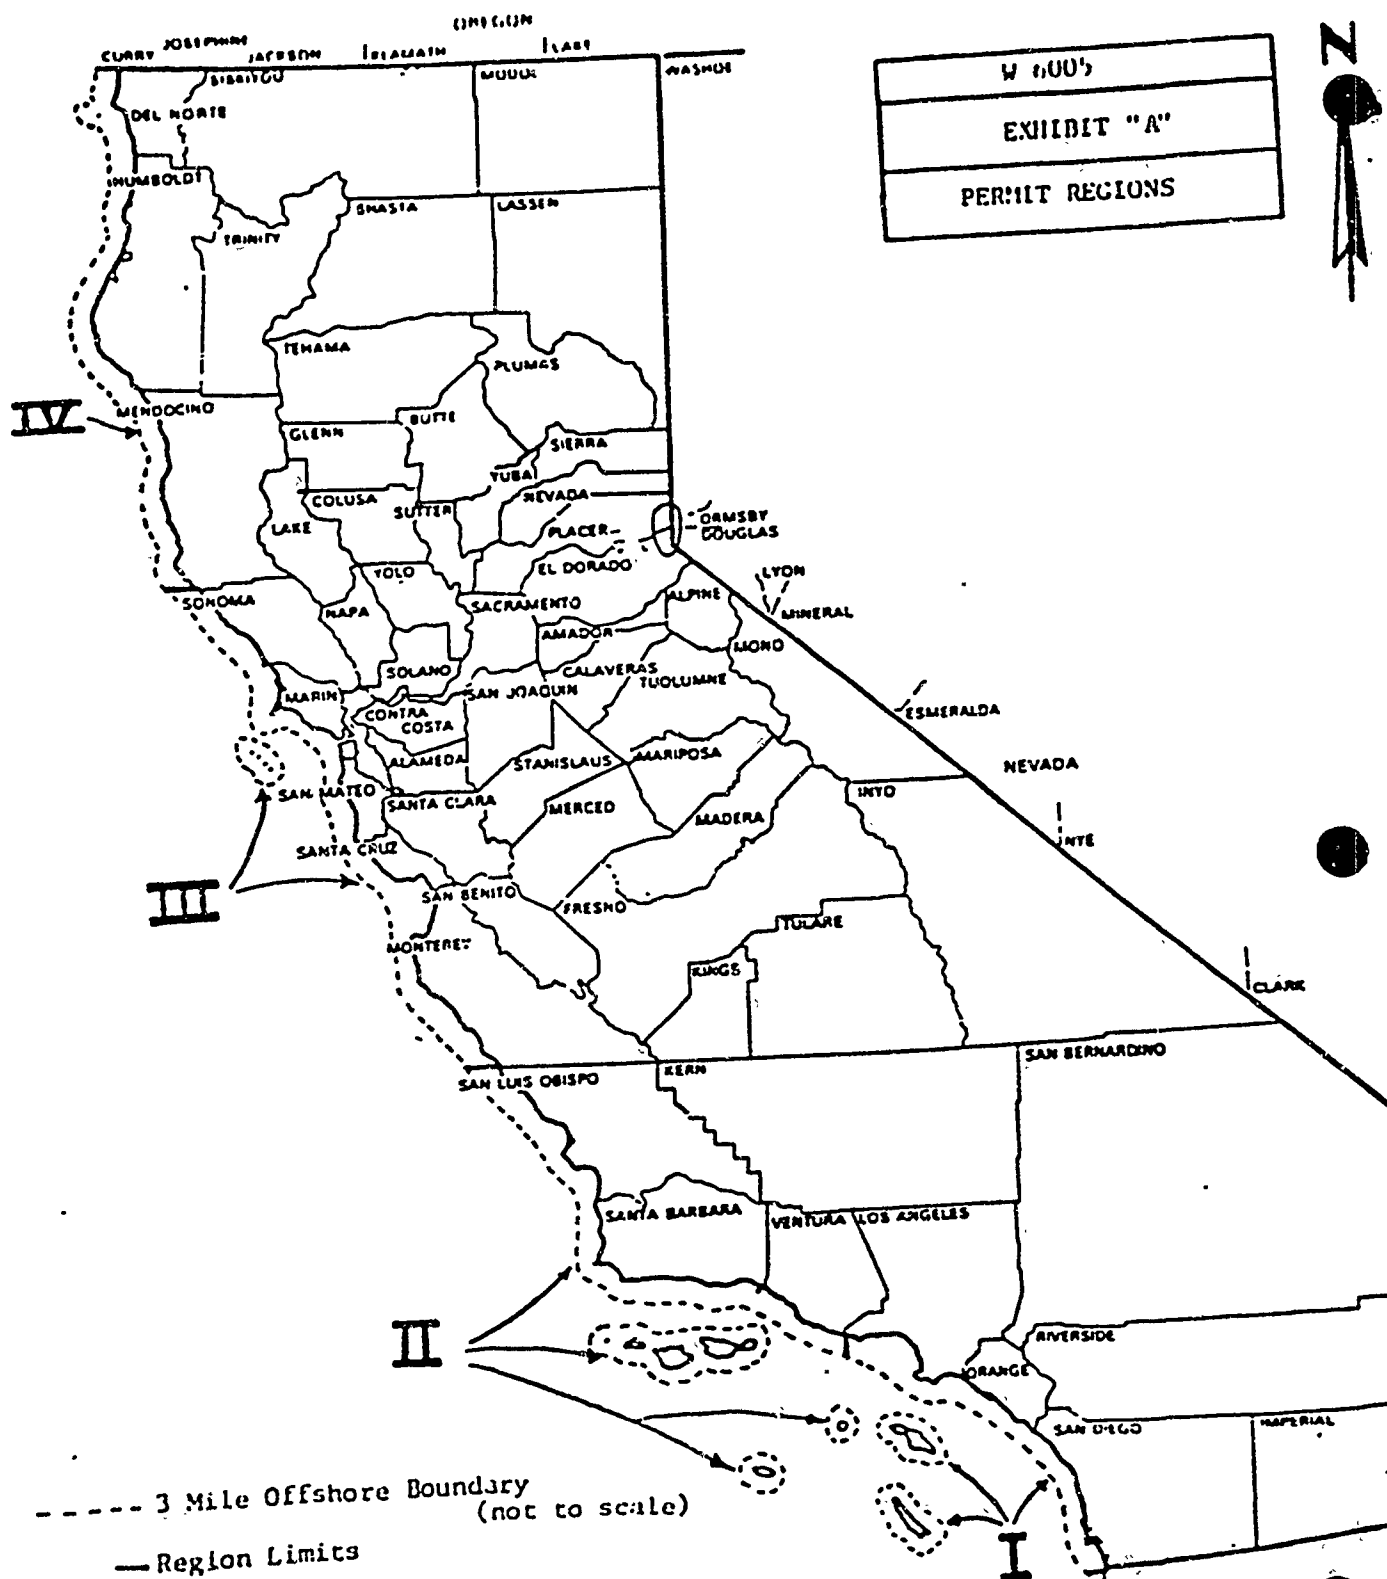 OREGON
CURRY JOSEPHINE JACKSON KLAMATH LAKE
SISKIYOU MODOC WASHOE
DEL NORTE
HUMBOLDT
TRINITY
SHASTA LASSEN
TEHAMA
PLUMAS
MENDOCINO
GLENN
BUTTE
SIERRA
YUBA
NEVADA
COLUSA
SUTTER
LAKE
PLACER
ORMSBY
DOUGLAS
YOLO
EL DORADO
LYON
SONOMA
NAPA
SACRAMENTO
ALPINE
MINERAL
AMADOR
MONO
SOLANO
CALAVERAS
TUOLUMNE
MARIN
SAN JOAQUIN
CONTRA
COSTA
ESMERALDA
ALAMEDA
STANISLAUS
MARIPOSA
NEVADA
SAN MATEO
SANTA CLARA
MERCED
MADERA
INYO
NYE
SANTA CRUZ
SAN BENITO
FRESNO
MONTEREY
TULARE
KINGS
CLARK
SAN LUIS OBISPO
KERN
SAN BERNARDINO
SANTA BARBARA
VENTURA LOS ANGELES
RIVERSIDE
ORANGE
SAN DIEGO
IMPERIAL
W 6005
EXHIBIT "A"
PERMIT REGIONS
N
IV
III
II
I
3 Mile Offshore Boundary
(not to scale)
Region Limits